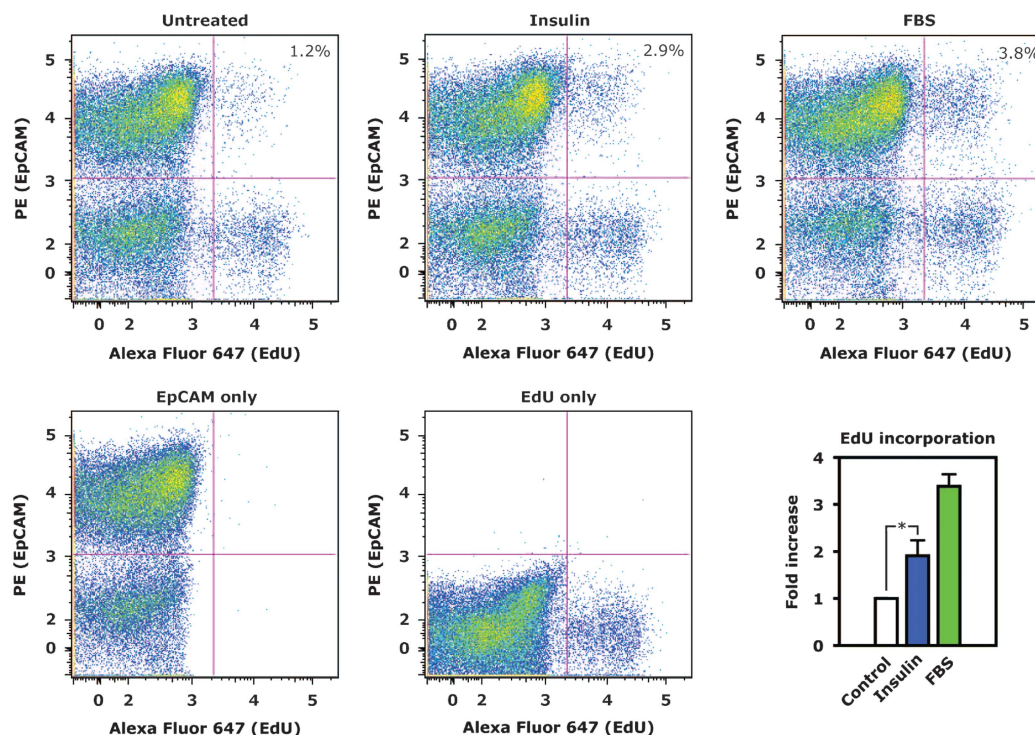 Untreated
Insulin
FBS
1.2%
2.9%
3.8%
PE (EpCAM)
5
4
3
2
0
PE (EpCAM)
5
4
3
2
0
PE (EpCAM)
5
4
3
2
0
0 2 3 4 5
0 2 3 4 5
0 2 3 4 5
Alexa Fluor 647 (EdU)
Alexa Fluor 647 (EdU)
Alexa Fluor 647 (EdU)
EpCAM only
EdU only
PE (EpCAM)
5
4
3
2
0
PE (EpCAM)
5
4
3
2
0
0 2 3 4 5
0 2 3 4 5
Alexa Fluor 647 (EdU)
Alexa Fluor 647 (EdU)
EdU incorporation
Fold increase
4
3
2
1
0
*
Control
Insulin
FBS